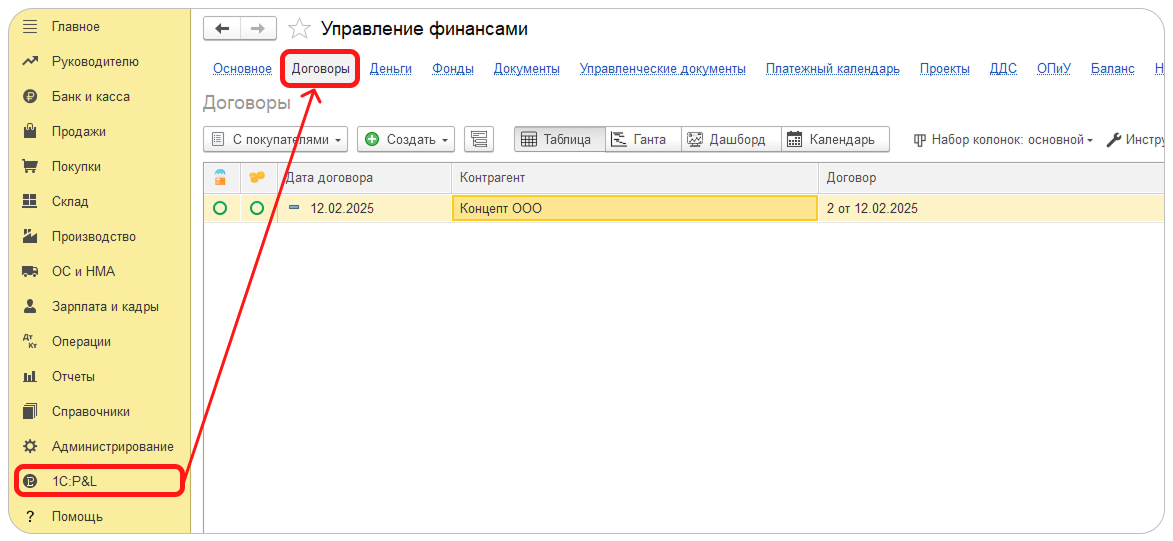 Главное
Руководителю
Банк и касса
Продажи
Покупки
Склад
Производство
ОС и НМА
Зарплата и кадры
Дт Кт Операции
Отчеты
Справочники
Администрирование
1С:P&L
? Помощь
Управление финансами
Основное Договоры Деньги Фонды Документы Управленческие документы Платежный календарь Проекты ДДС ОПиУ Баланс Н
Договоры
С покупателями Создать Таблица Ганта Дашборд Календарь Набор колонок: основной Инстру
Дата договора Контрагент Договор
12.02.2025 Концепт ООО 2 от 12.02.2025